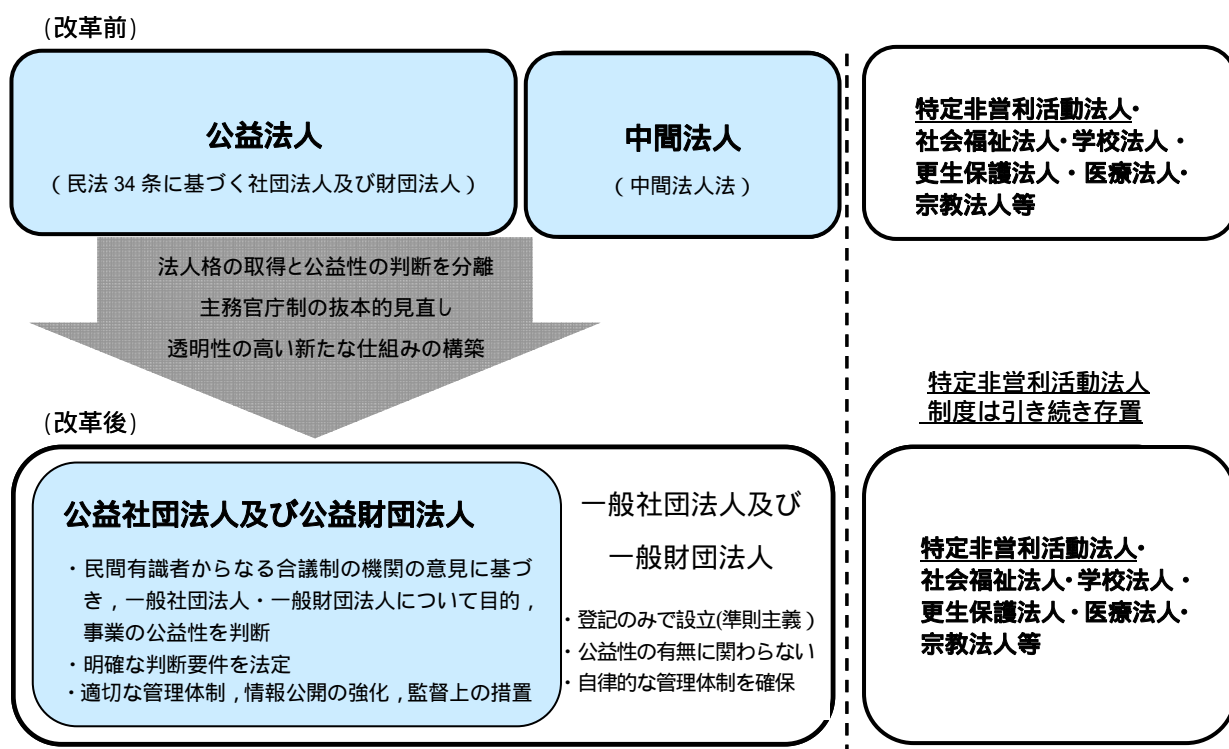 (改革前)
公益法人
（民法 34 条に基づく社団法人及び財団法人）
中間法人
（中間法人法）
特定非営利活動法人・
社会福祉法人・学校法人・
更生保護法人・医療法人・
宗教法人等
法人格の取得と公益性の判断を分離
主務官庁制の抜本的見直し
透明性の高い新たな仕組みの構築
特定非営利活動法人
制度は引き続き存置
(改革後)
公益社団法人及び公益財団法人
・民間有識者からなる合議制の機関の意見に基づ
き，一般社団法人・一般財団法人について目的，
事業の公益性を判断
・明確な判断要件を法定
・適切な管理体制，情報公開の強化，監督上の措置
一般社団法人及び
一般財団法人
・登記のみで設立(準則主義）
・公益性の有無に関わらない
・自律的な管理体制を確保
特定非営利活動法人・
社会福祉法人・学校法人・
更生保護法人・医療法人・
宗教法人等